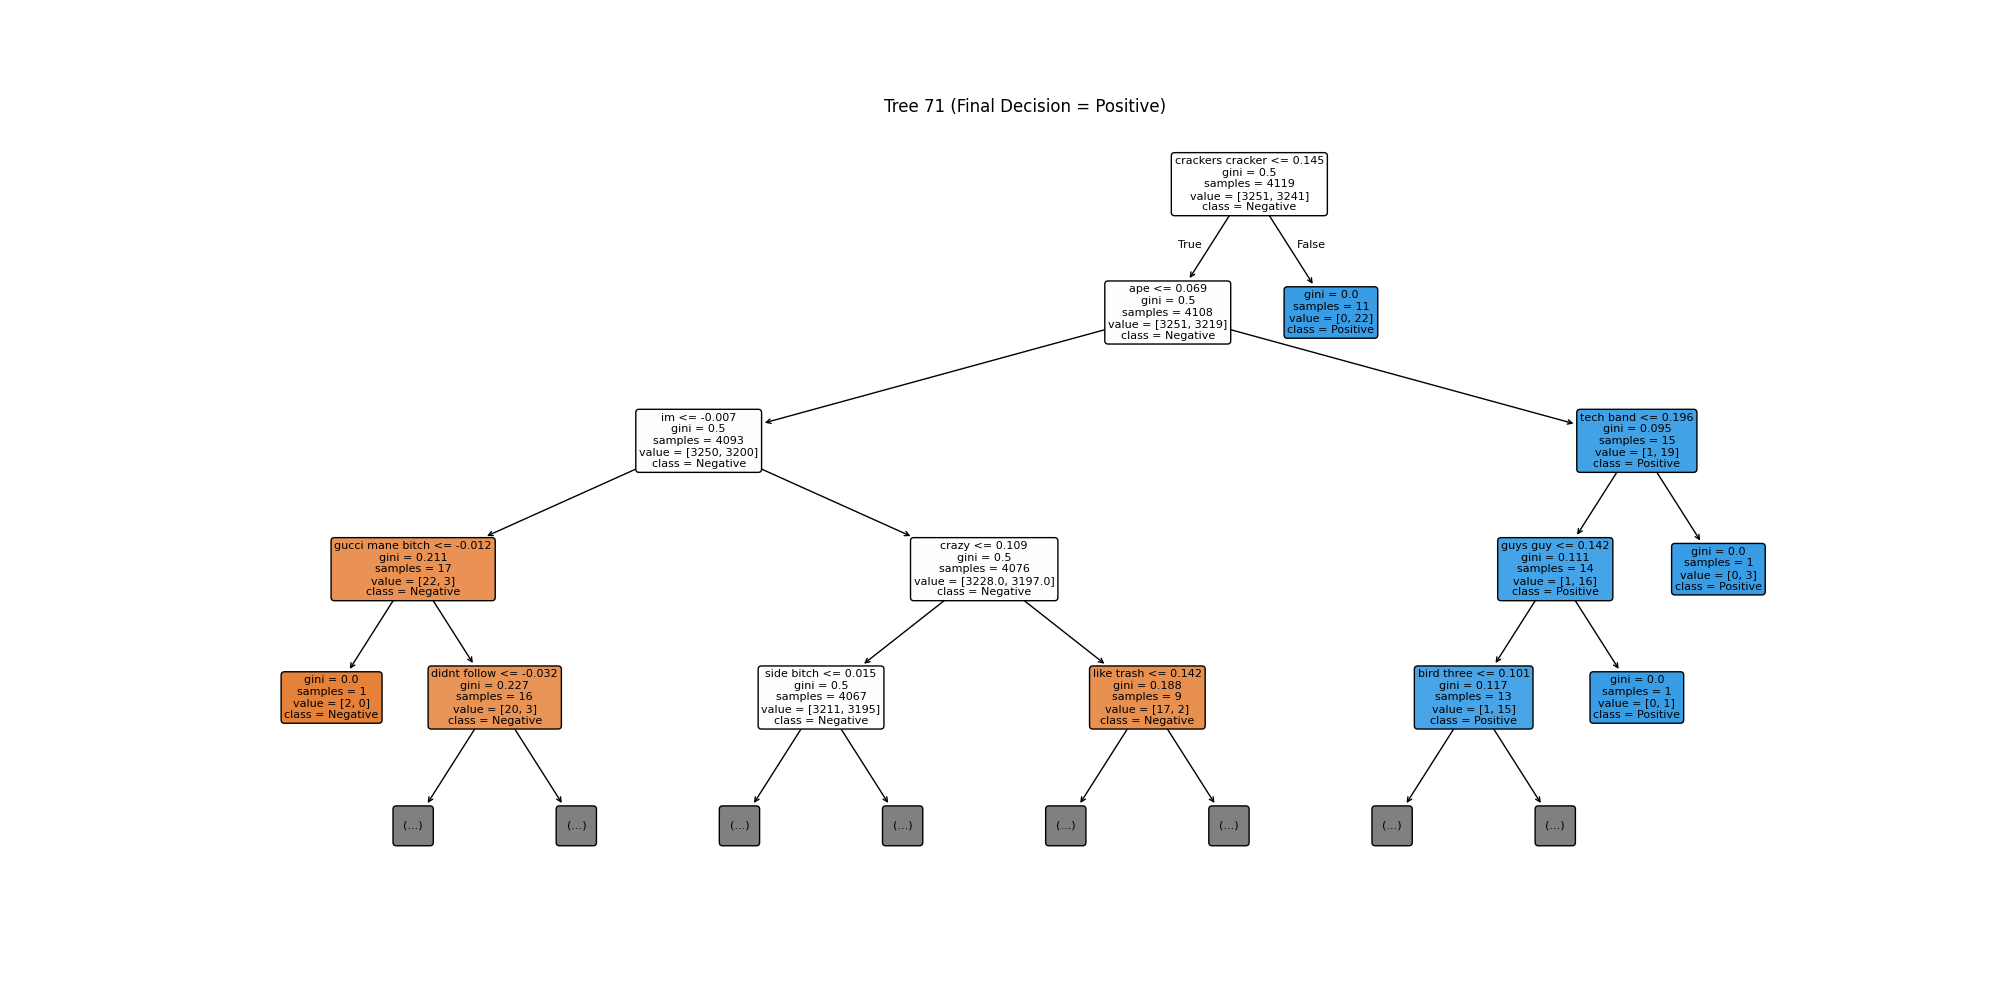 Tree 71 (Final Decision = Positive)
crackers cracker <= 0.145
gini = 0.5
samples = 4119
value = [3251, 3241]
class = Negative
True
False
ape <= 0.069
gini = 0.5
samples = 4108
value = [3251, 3219]
class = Negative
gini = 0.0
samples = 11
value = [0, 22]
class = Positive
im <= -0.007
gini = 0.5
samples = 4093
value = [3250, 3200]
class = Negative
tech band <= 0.196
gini = 0.095
samples = 15
value = [1, 19]
class = Positive
gucci mane bitch <= -0.012
gini = 0.211
samples = 17
value = [22, 3]
class = Negative
crazy <= 0.109
gini = 0.5
samples = 4076
value = [3228.0, 3197.0]
class = Negative
guys guy <= 0.142
gini = 0.111
samples = 14
value = [1, 16]
class = Positive
gini = 0.0
samples = 1
value = [0, 3]
class = Positive
gini = 0.0
samples = 1
value = [2, 0]
class = Negative
didnt follow <= -0.032
gini = 0.227
samples = 16
value = [20, 3]
class = Negative
side bitch <= 0.015
gini = 0.5
samples = 4067
value = [3211, 3195]
class = Negative
like trash <= 0.142
gini = 0.188
samples = 9
value = [17, 2]
class = Negative
bird three <= 0.101
gini = 0.117
samples = 13
value = [1, 15]
class = Positive
gini = 0.0
samples = 1
value = [0, 1]
class = Positive
(...)
(...)
(...)
(...)
(...)
(...)
(...)
(...)